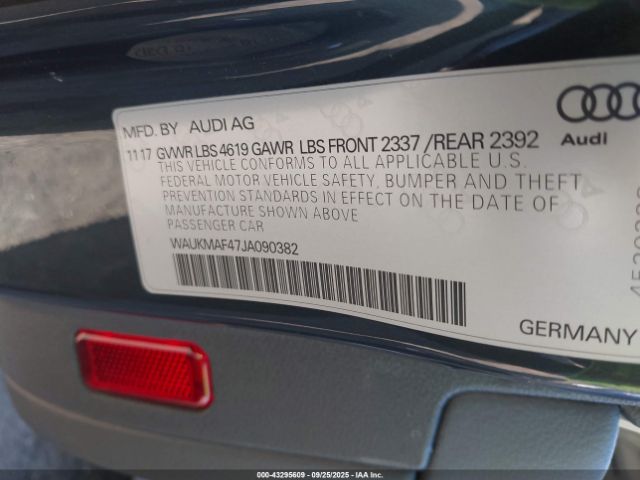 MFD.BY AUDI AG
11 17 GVWR LBS 4619 GAWR LBS FRONT 2337 /REAR 2392
THIS VEHICLE CONFORMS TO ALL APPLICABLE U.S.
FEDERAL MOTOR VEHICLE SAFETY, BUMPER AND THEFT
PREVENTION STANDARDS IN EFFECT ON THE DATE OF
MANUFACTURE SHOWN ABOVE
PASSENGER CAR
WAUKMAF47JA090382
Audi
GERMANY
43295609 - 09/25/2025 - IAA, Inc.